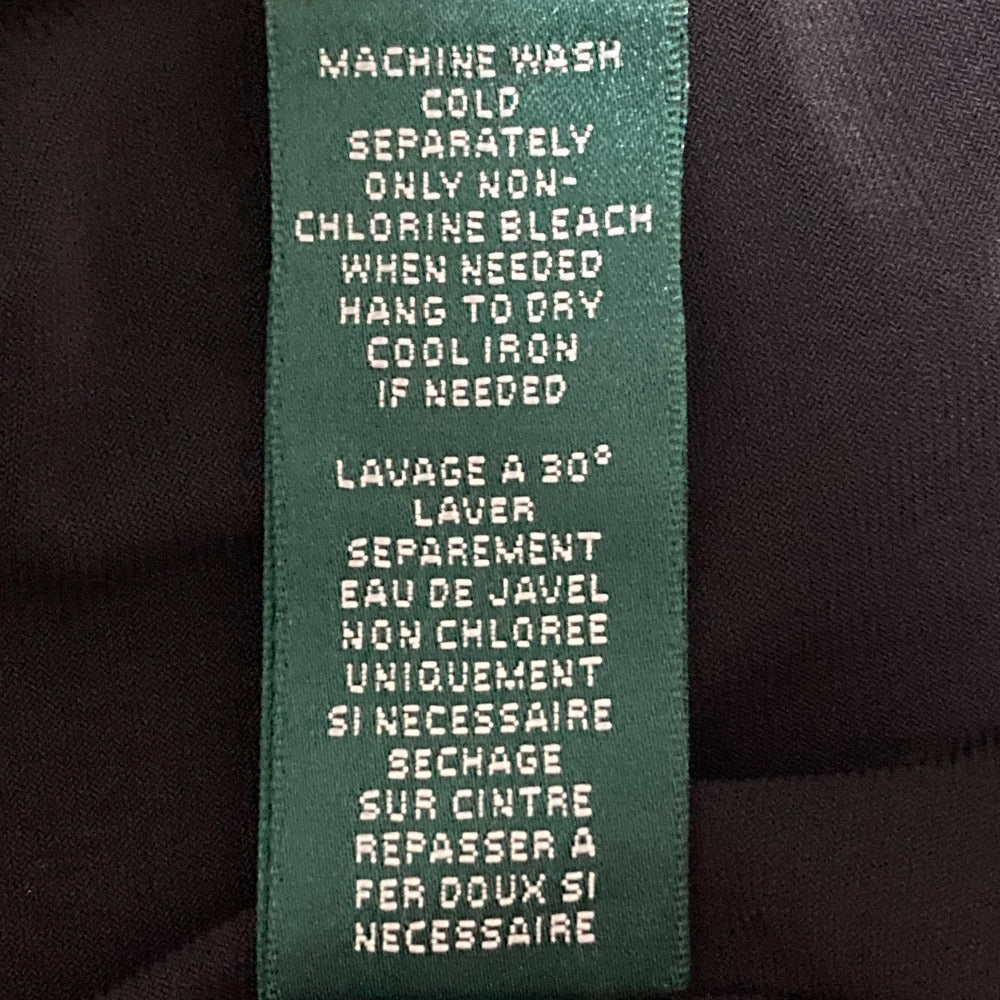 MACHINE WASH
COLD
SEPARATELY
ONLY NON-
CHLORINE BLEACH
WHEN NEEDED
HANG TO DRY
COOL IRON
IF NEEDED
LAVAGE A 30°
LAVER
SEPAREMENT
EAU DE JAVEL
NON CHLOREE
UNIQUEMENT
SI NECESSAIRE
SECHAGE
SUR CINTRE
REPASSER A
FER DOUX SI
NECESSAIRE